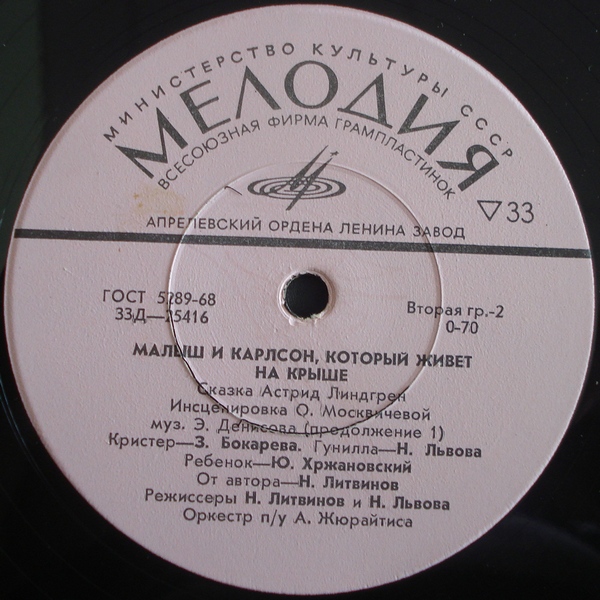 МИНИСТЕРСТВО КУЛЬТУРЫ СССР
МЕЛОДИЯ
ВСЕСОЮЗНАЯ ФИРМА ГРАМПЛАСТИНОК
33
АПРЕЛЕВСКИЙ ОРДЕНА ЛЕНИНА ЗАВОД
ГОСТ 5289-68
33Д—25416
Вторая гр.-2
0-70
МАЛЫШ И КАРЛСОН, КОТОРЫЙ ЖИВЕТ
НА КРЫШЕ
Сказка Астрид Линдгрен
Инсценировка О. Москвичевой
муз. Э. Денисова (продолжение 1)
Кристер—З. Бокарева. Гунилла—Н. Львова
Ребенок—Ю. Хржановский
От автора—Н. Литвинов
Режиссеры Н. Литвинов и Н. Львова
Оркестр п/у А. Жюрайтиса